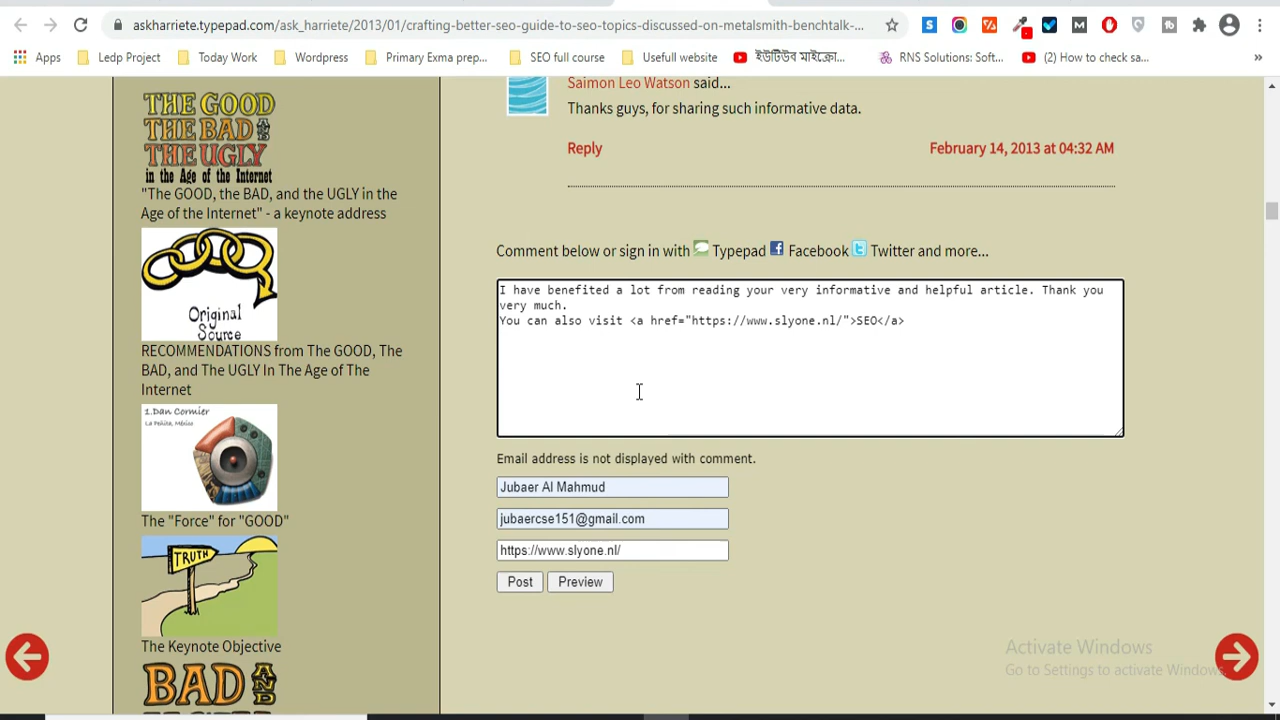 askharriete.typepad.com/ask_harriete/2013/01/crafting-better-seo-guide-to-seo-topics-discussed-on-metalsmith-benchtalk-...
Apps
Ledp Project
Today Work
Wordpress
Primary Exma prep...
SEO full course
Usefull website
ইউটিউব মাইক্রো...
RNS Solutions: Soft...
(2) How to check sa...
»
THE GOOD
THE BAD AND
THE UGLY
in the Age of the Internet
"The GOOD, the BAD, and the UGLY in the
Age of the Internet" - a keynote address
Original
Source
RECOMMENDATIONS from The GOOD, The
BAD, and The UGLY In The Age of The
Internet
1.Dan Cormier
La Peñita, México
The "Force" for "GOOD"
TRUTH
The Keynote Objective
BAD AND
Saimon Leo Watson said...
Thanks guys, for sharing such informative data.
Reply
February 14, 2013 at 04:32 AM
Comment below or sign in with Typepad Facebook Twitter and more...
I have benefited a lot from reading your very informative and helpful article. Thank you
very much.
You can also visit <a href="https://www.slyone.nl/">SEO</a>
Email address is not displayed with comment.
Jubaer Al Mahmud
jubaercse151@gmail.com
https://www.slyone.nl/
Post
Preview
Activate Windows
Go to Settings to activate Windows.